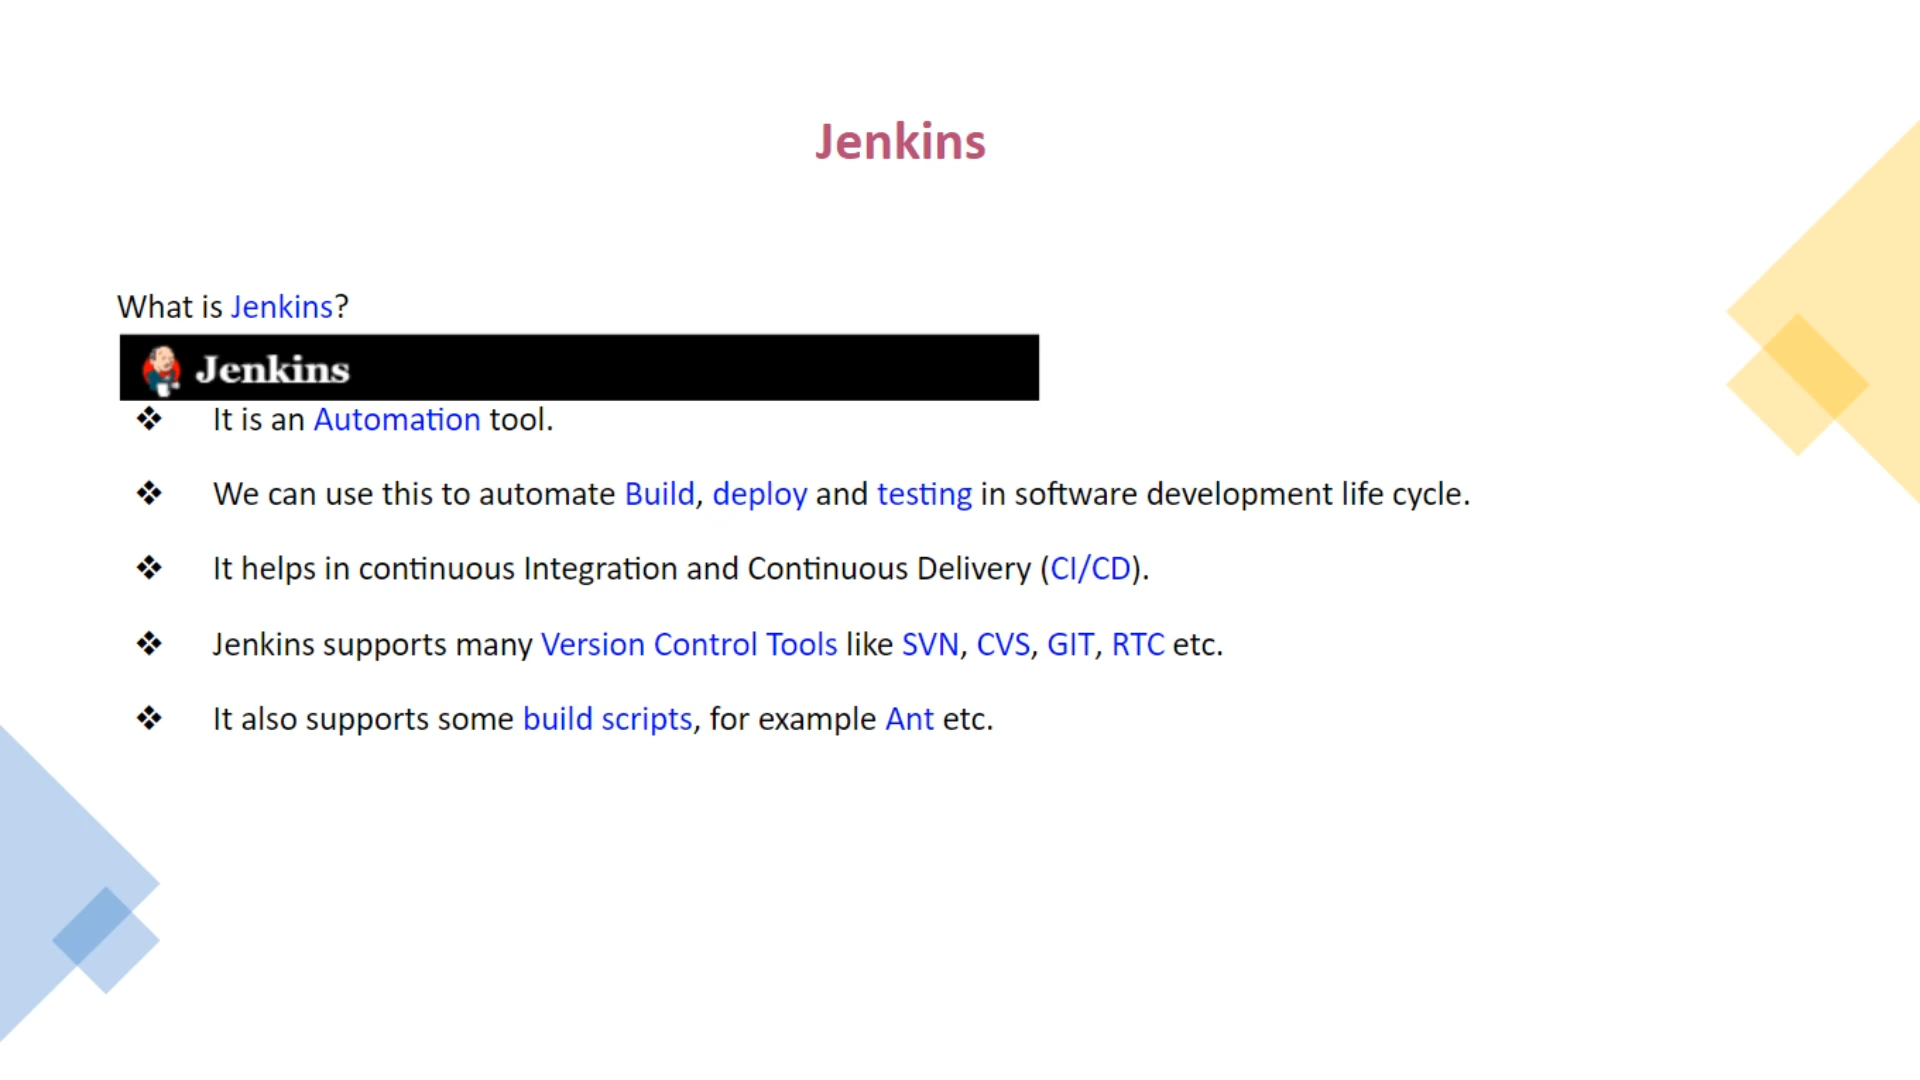 Jenkins
What is Jenkins?
Jenkins
❖ It is an Automation tool.
❖ We can use this to automate Build, deploy and testing in software development life cycle.
❖ It helps in continuous Integration and Continuous Delivery (CI/CD).
❖ Jenkins supports many Version Control Tools like SVN, CVS, GIT, RTC etc.
❖ It also supports some build scripts, for example Ant etc.